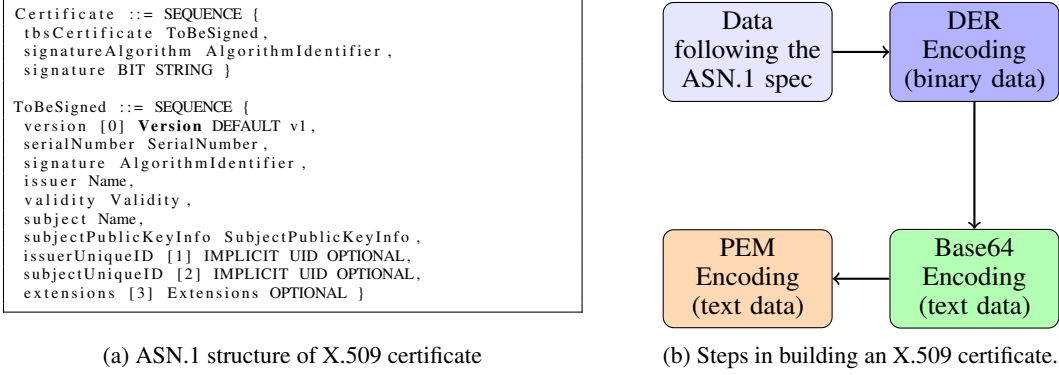 Certificate ::= SEQUENCE {
tbsCertificate ToBeSigned,
signatureAlgorithm AlgorithmIdentifier,
signature BIT STRING }
ToBeSigned ::= SEQUENCE {
version [0] Version DEFAULT v1,
serialNumber SerialNumber,
signature AlgorithmIdentifier,
issuer Name,
validity Validity,
subject Name,
subjectPublicKeyInfo SubjectPublicKeyInfo,
issuerUniqueID [1] IMPLICIT UID OPTIONAL,
subjectUniqueID [2] IMPLICIT UID OPTIONAL,
extensions [3] Extensions OPTIONAL }
(a) ASN.1 structure of X.509 certificate
Data
following the
ASN.1 spec
DER
Encoding
(binary data)
PEM
Encoding
(text data)
Base64
Encoding
(text data)
(b) Steps in building an X.509 certificate.